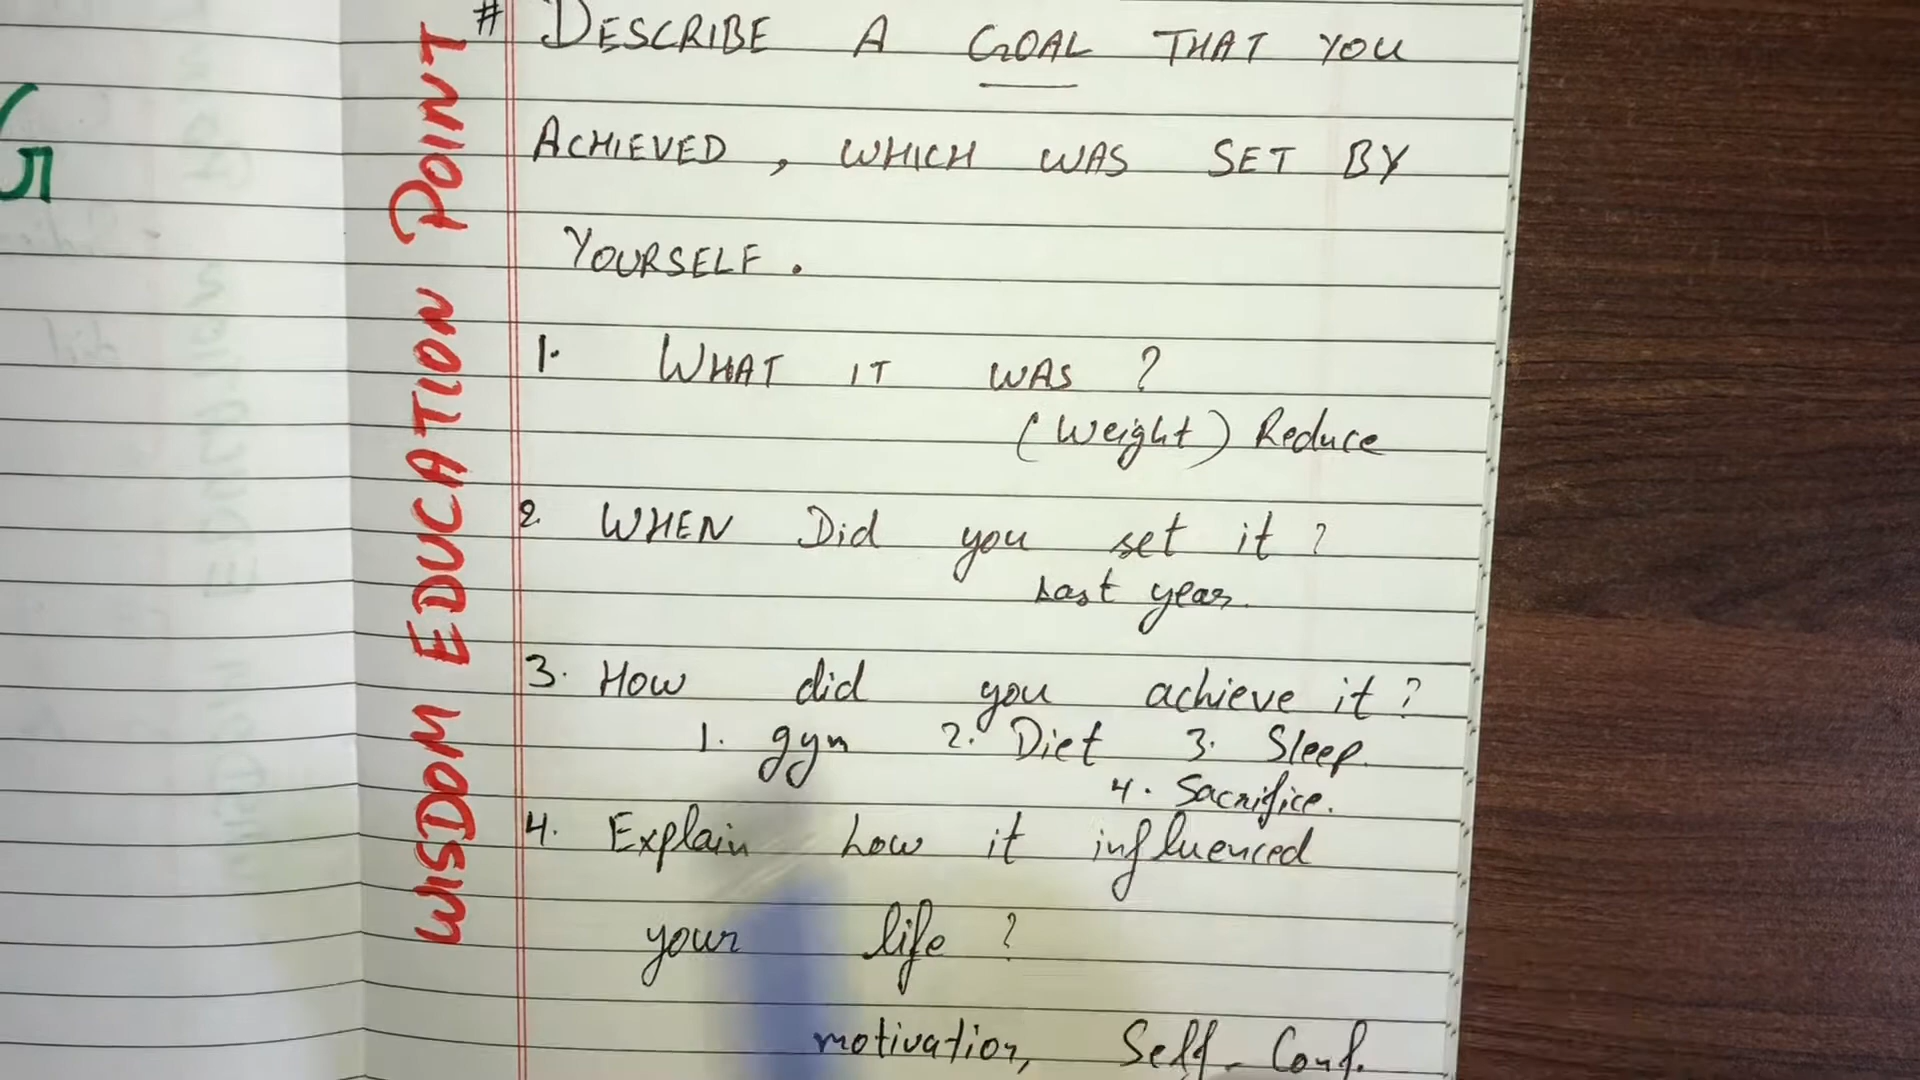 # DESCRIBE A GOAL THAT YOU
ACHIEVED, WHICH WAS SET BY
YOURSELF.
1. WHAT IT WAS ?
(Weight) Reduce
2. WHEN Did you set it ?
Last year.
3. How did you achieve it ?
1. gym 2. Diet 3. Sleep.
4. Sacrifice.
4. Explain how it influenced
your life ?
motivation, Self-Conf.
WISDOM EDUCATION POINT
G